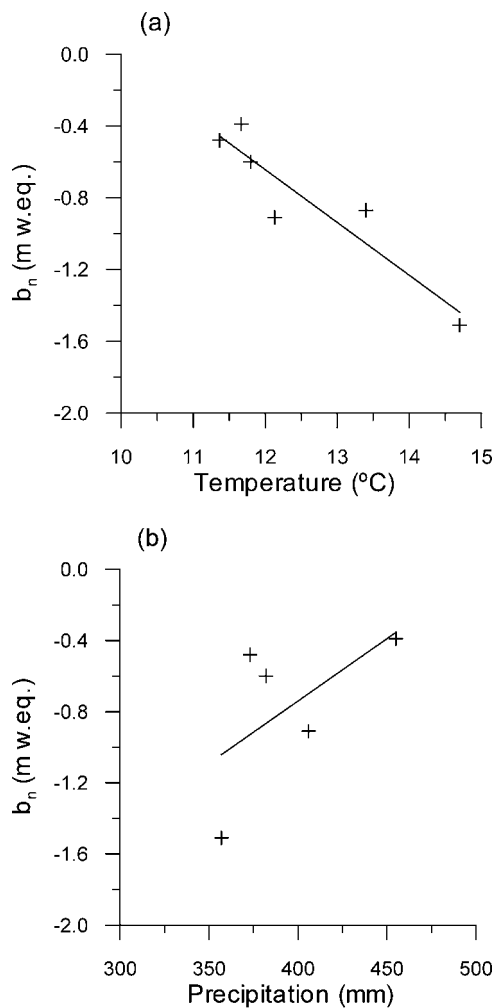 (a)
0.0
-0.4
-0.8
-1.2
-1.6
-2.0
bn (m w.eq.)
10 11 12 13 14 15
Temperature (ºC)
(b)
0.0
-0.4
-0.8
-1.2
-1.6
-2.0
bn (m w.eq.)
300 350 400 450 500
Precipitation (mm)